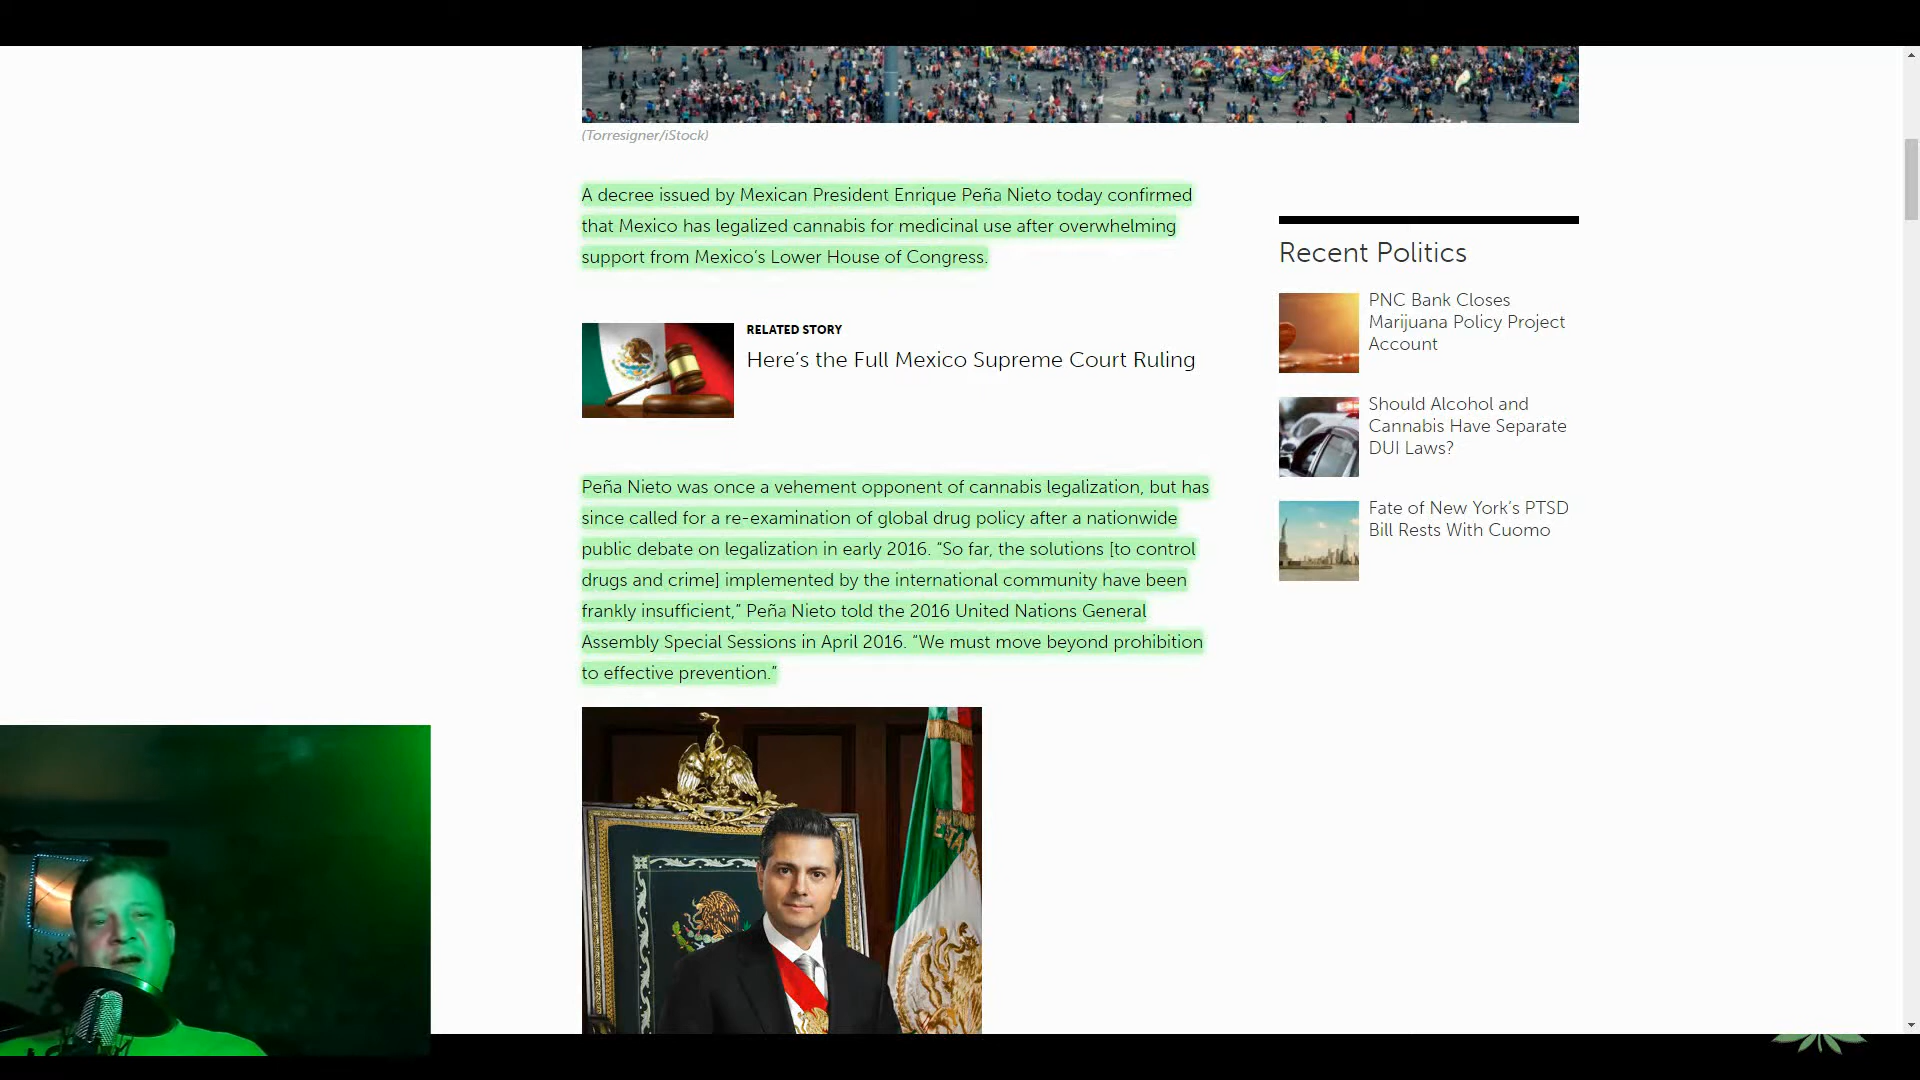 (Torresigner/iStock)
A decree issued by Mexican President Enrique Peña Nieto today confirmed
that Mexico has legalized cannabis for medicinal use after overwhelming
support from Mexico’s Lower House of Congress.
RELATED STORY
Here’s the Full Mexico Supreme Court Ruling
Peña Nieto was once a vehement opponent of cannabis legalization, but has
since called for a re-examination of global drug policy after a nationwide
public debate on legalization in early 2016. “So far, the solutions [to control
drugs and crime] implemented by the international community have been
frankly insufficient,” Peña Nieto told the 2016 United Nations General
Assembly Special Sessions in April 2016. “We must move beyond prohibition
to effective prevention.”
Recent Politics
PNC Bank Closes
Marijuana Policy Project
Account
Should Alcohol and
Cannabis Have Separate
DUI Laws?
Fate of New York’s PTSD
Bill Rests With Cuomo